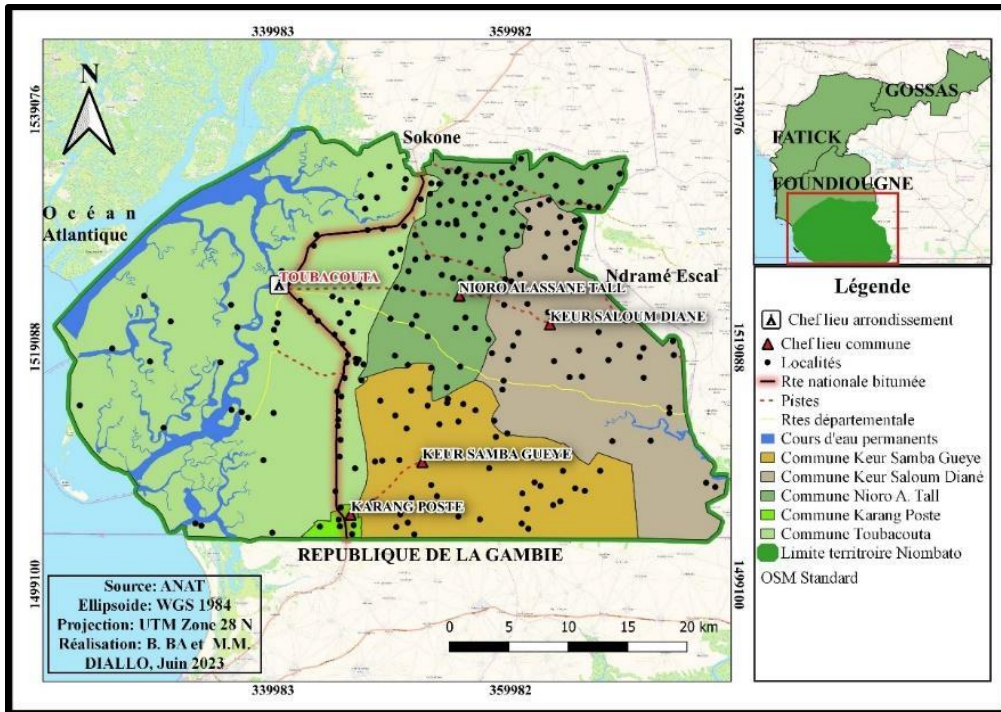 339983
359982
N
1539076
1539076
Sokone
Océan
Atlantique
TOUBACOUTA
Ndramé Escal
NIORO ALASSANE TALL
KEUR SALOUM DIANE
1519088
1519088
KEUR SAMBA GUEYE
KARANG POSTE
REPUBLIQUE DE LA GAMBIE
1499100
1499100
Source: ANAT
Ellipsoide: WGS 1984
Projection: UTM Zone 28 N
Réalisation: B. BA et M.M.
DIALLO, Juin 2023
0 5 10 15 20 km
339983
359982
GOSSAS
FATICK
FOUNDIOUGNE
Légende
Chef lieu arrondissement
Chef lieu commune
Localités
Rte nationale bitumée
Pistes
Rtes départementale
Cours d'eau permanents
Commune Keur Samba Gueye
Commune Keur Saloum Diané
Commune Nioro A. Tall
Commune Karang Poste
Commune Toubacouta
Limite territroire Niombato
OSM Standard